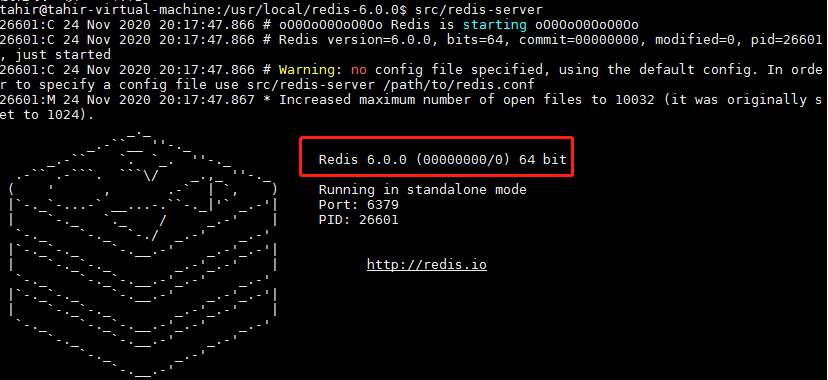 tahir@tahir-virtual-machine:/usr/local/redis-6.0.0$ src/redis-server
26601:C 24 Nov 2020 20:17:47.866 # oO0OoO0OoO0Oo Redis is starting oO0OoO0OoO0Oo
26601:C 24 Nov 2020 20:17:47.866 # Redis version=6.0.0, bits=64, commit=00000000, modified=0, pid=26601
, just started
26601:C 24 Nov 2020 20:17:47.866 # Warning: no config file specified, using the default config. In orde
r to specify a config file use src/redis-server /path/to/redis.conf
26601:M 24 Nov 2020 20:17:47.867 * Increased maximum number of open files to 10032 (it was originally s
et to 1024).
Redis 6.0.0 (00000000/0) 64 bit
Running in standalone mode
Port: 6379
PID: 26601
http://redis.io